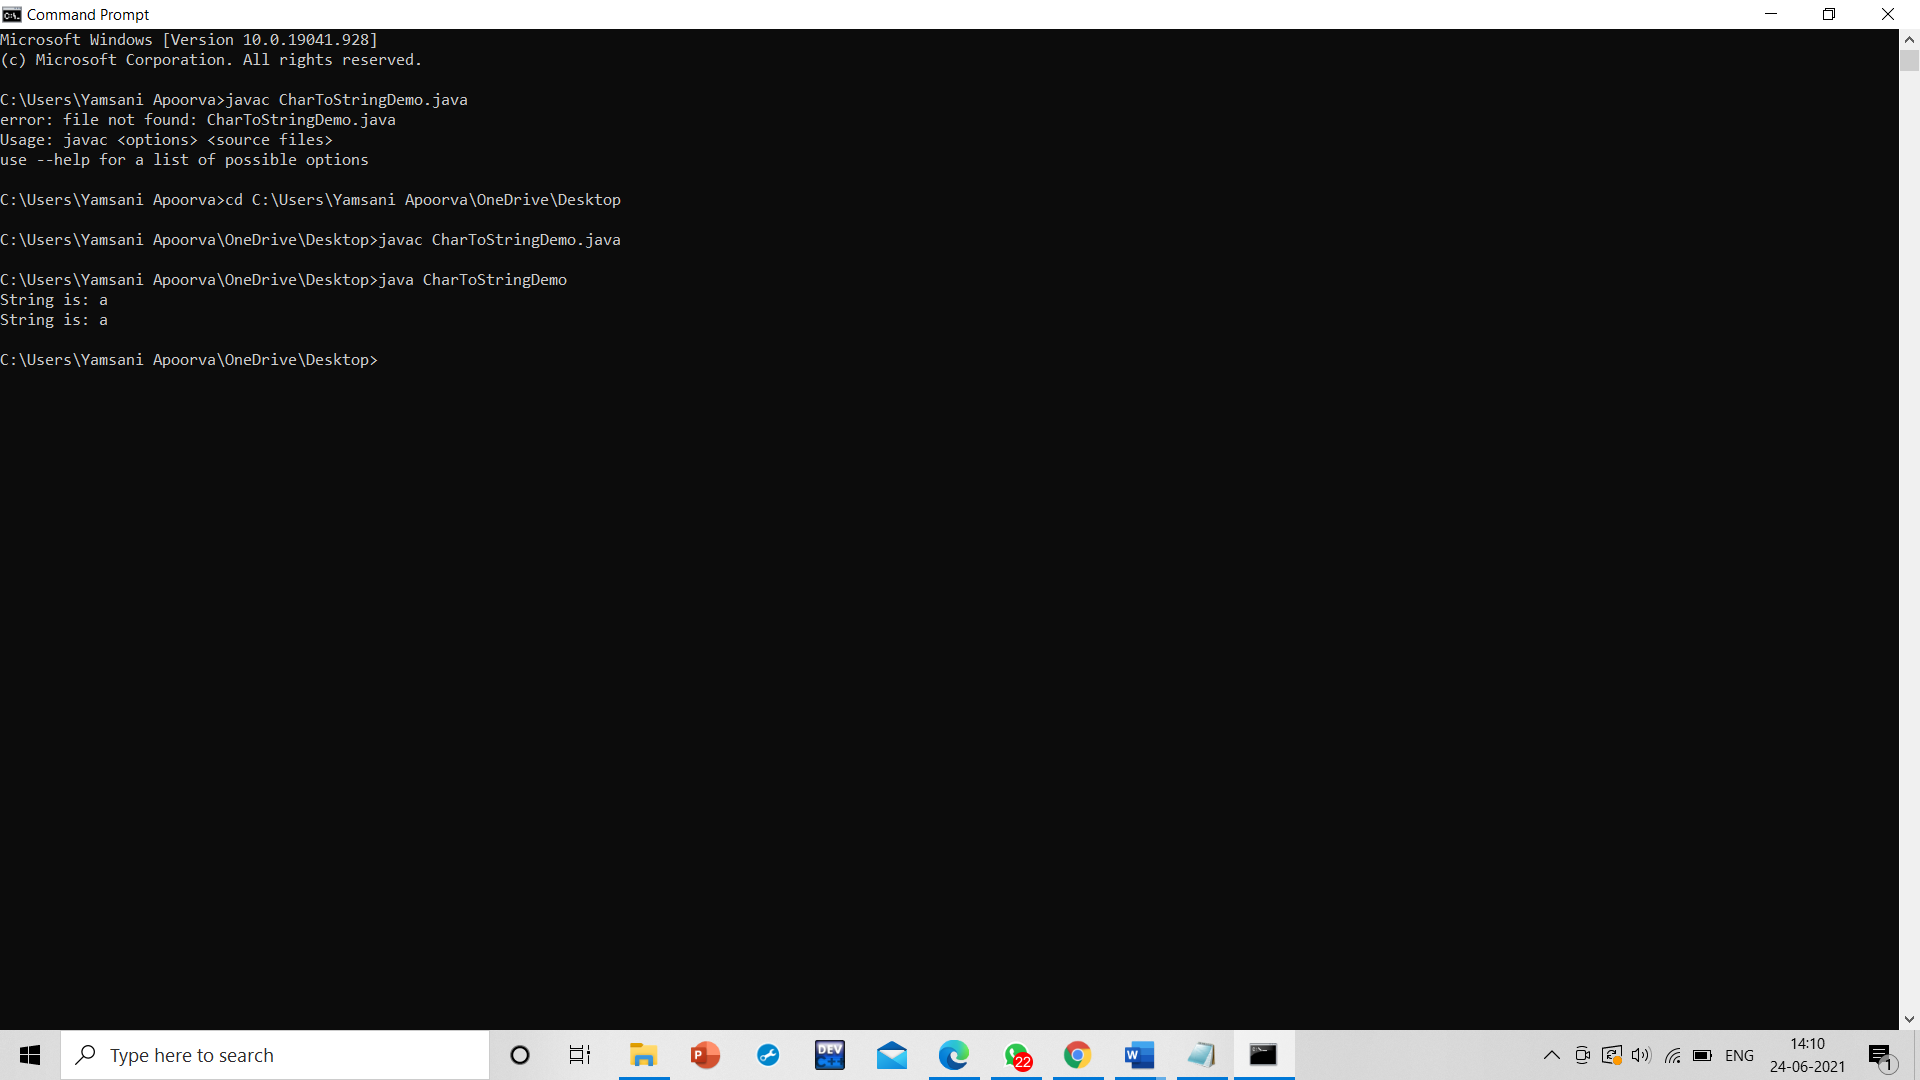 Command Prompt
Microsoft Windows [Version 10.0.19041.928]
(c) Microsoft Corporation. All rights reserved.
C:\Users\Yamsani Apoorva>javac CharToStringDemo.java
error: file not found: CharToStringDemo.java
Usage: javac <options> <source files>
use --help for a list of possible options
C:\Users\Yamsani Apoorva>cd C:\Users\Yamsani Apoorva\OneDrive\Desktop
C:\Users\Yamsani Apoorva\OneDrive\Desktop>javac CharToStringDemo.java
C:\Users\Yamsani Apoorva\OneDrive\Desktop>java CharToStringDemo
String is: a
String is: a
C:\Users\Yamsani Apoorva\OneDrive\Desktop>
Type here to search
P
DEV
C++
22
W
ENG
14:10
24-06-2021
1